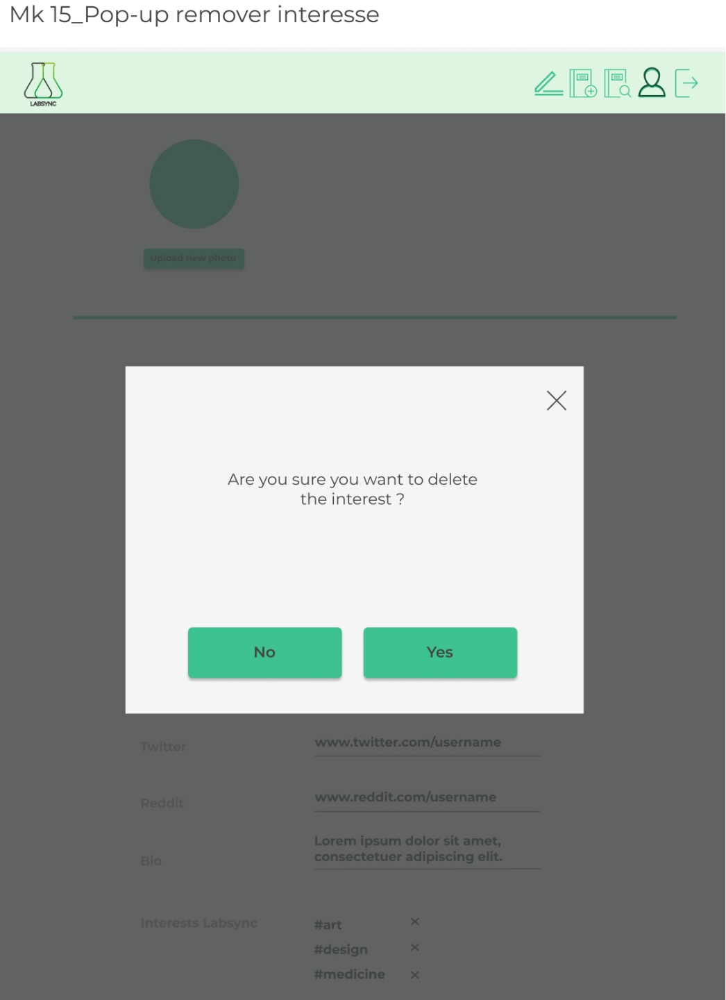 Mk 15_Pop-up remover interesse
LABSYNC
Upload new photo
Are you sure you want to delete
the interest ?
No
Yes
Twitter
www.twitter.com/username
Reddit
www.reddit.com/username
Bio
Lorem ipsum dolor sit amet,
consectetuer adipiscing elit.
Interests Labsync
#art
#design
#medicine